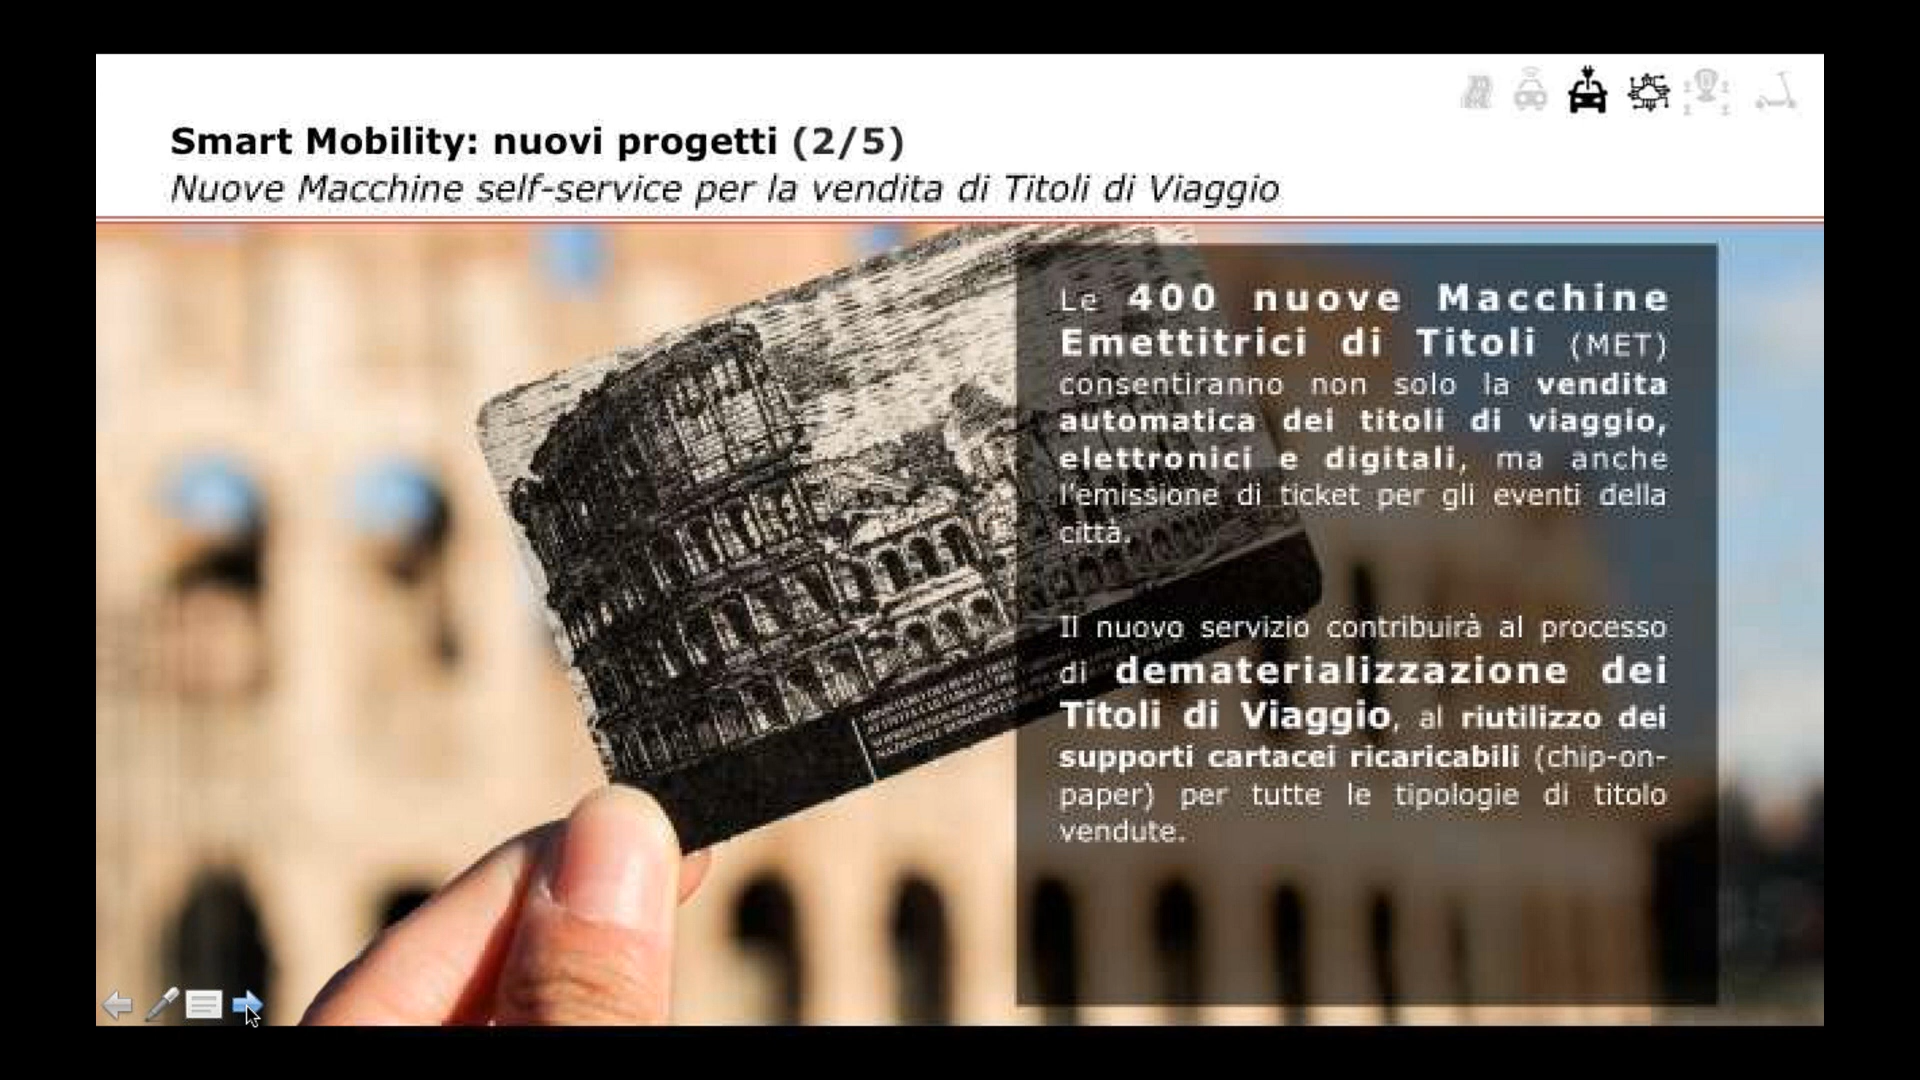 Smart Mobility: nuovi progetti (2/5)
Nuove Macchine self-service per la vendita di Titoli di Viaggio
Le 400 nuove Macchine
Emettitrici di Titoli (MET)
consentiranno non solo la vendita
automatica dei titoli di viaggio,
elettronici e digitali, ma anche
l'emissione di ticket per gli eventi della
città.
Il nuovo servizio contribuirà al processo
di dematerializzazione dei
Titoli di Viaggio, al riutilizzo dei
supporti cartacei ricaricabili (chip-on-
paper) per tutte le tipologie di titolo
vendute.